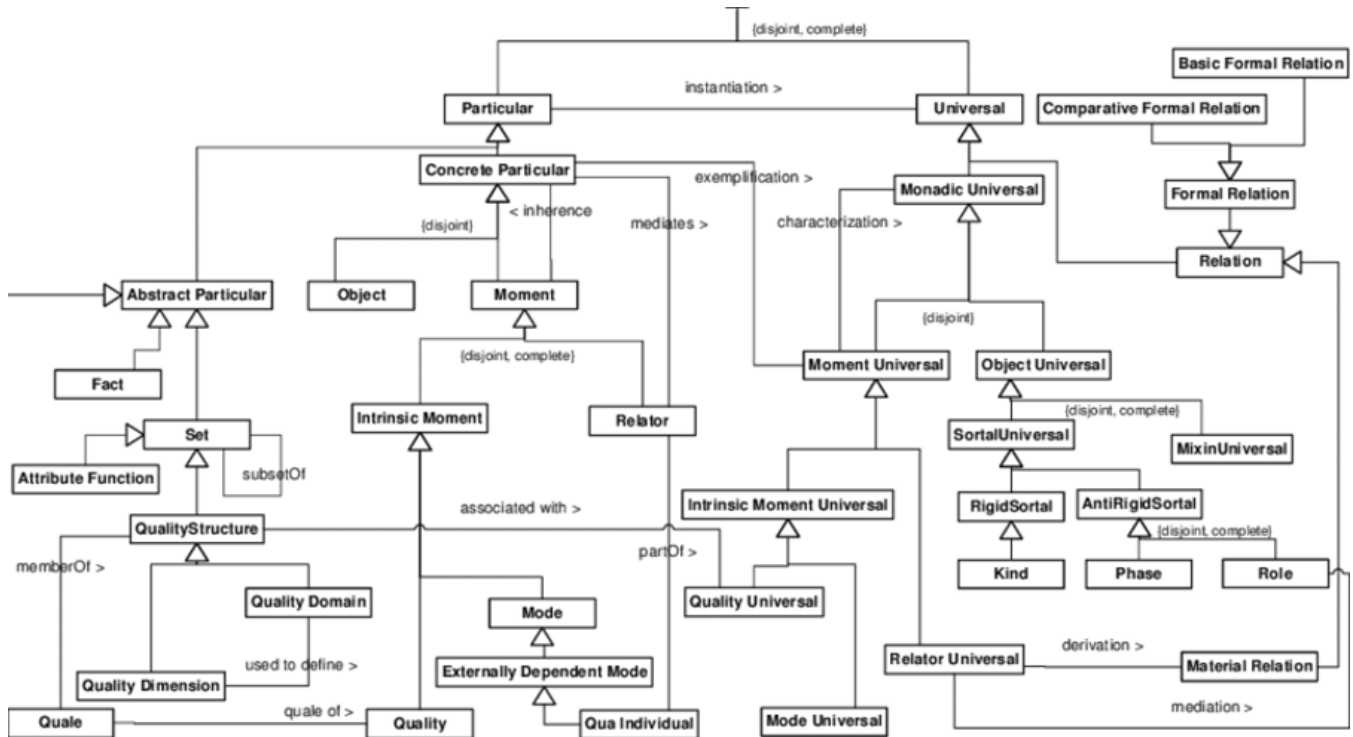 {disjoint, complete}
Basic Formal Relation
instantiation >
Particular
Universal
Comparative Formal Relation
Concrete Particular
exemplification >
Monadic Universal
Formal Relation
< inherence
{disjoint}
mediates >
characterization >
Relation
Abstract Particular
Object
Moment
{disjoint}
{disjoint, complete}
Moment Universal
Object Universal
Fact
Intrinsic Moment
Relator
{disjoint, complete}
Set
SortalUniversal
MixinUniversal
Attribute Function
subsetOf
Intrinsic Moment Universal
RigidSortal
AntiRigidSortal
associated with >
QualityStructure
{disjoint, complete}
memberOf >
partOf >
Kind
Phase
Role
Quality Domain
Mode
Quality Universal
used to define >
Externally Dependent Mode
Relator Universal
derivation >
Material Relation
Quality Dimension
quale of >
mediation >
Quale
Quality
Qua Individual
Mode Universal